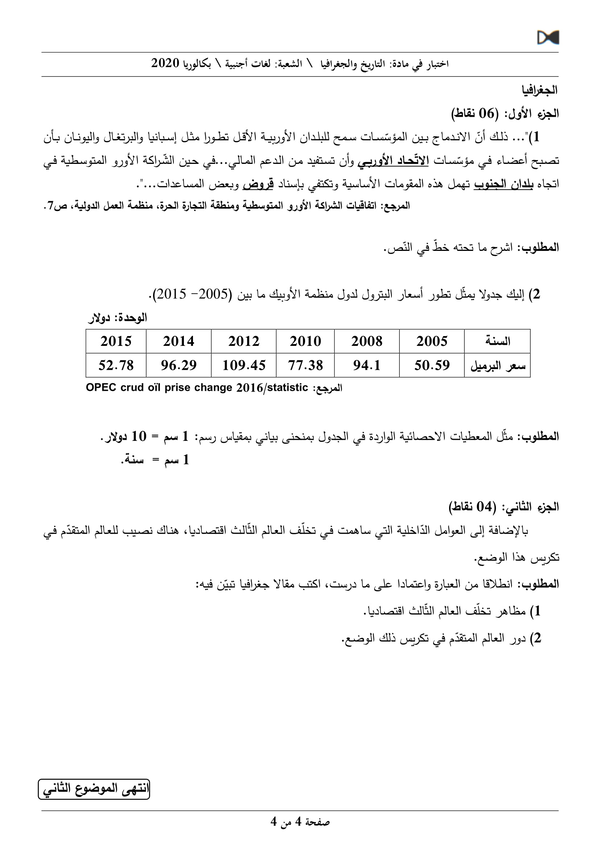 اختبار في مادة: التاريخ والجغرافيا \ الشعبة: لغات أجنبية \ بكالوريا 2020
الجغرافيا
الجزء الأول: (06 نقاط)
1)"... ذلك أنّ الاندماج بين المؤسّسات سمح للبلدان الأوربية الأقل تطورا مثل إسبانيا والبرتغال واليونان بأن
تصبح أعضاء في مؤسّسات الاتّحاد الأوربي وأن تستفيد من الدعم المالي...في حين الشّراكة الأورو المتوسطية في
اتجاه بلدان الجنوب تهمل هذه المقومات الأساسية وتكتفي بإسناد قروض وبعض المساعدات...".
المرجع: اتفاقيات الشراكة الأورو المتوسطية ومنطقة التجارة الحرة، منظمة العمل الدولية، ص7.
المطلوب: اشرح ما تحته خطّ في النّص.
2) إليك جدولا يمثّل تطور أسعار البترول لدول منظمة الأوبيك ما بين (2005– 2015).
الوحدة: دولار
السنة 2005 2008 2010 2012 2014 2015
سعر البرميل 50.59 94.1 77.38 109.45 96.29 52.78
المرجع: OPEC crud oïl prise change 2016/statistic
المطلوب: مثّل المعطيات الاحصائية الواردة في الجدول بمنحنى بياني بمقياس رسم: 1 سم = 10 دولار.
1 سم = سنة.
الجزء الثاني: (04 نقاط)
بالإضافة إلى العوامل الدّاخلية التي ساهمت في تخلّف العالم الثّالث اقتصاديا، هناك نصيب للعالم المتقدّم في
تكريس هذا الوضع.
المطلوب: انطلاقا من العبارة واعتمادا على ما درست، اكتب مقالا جغرافيا تبيّن فيه:
1) مظاهر تخلّف العالم الثّالث اقتصاديا.
2) دور العالم المتقدّم في تكريس ذلك الوضع.
انتهى الموضوع الثاني
صفحة 4 من 4